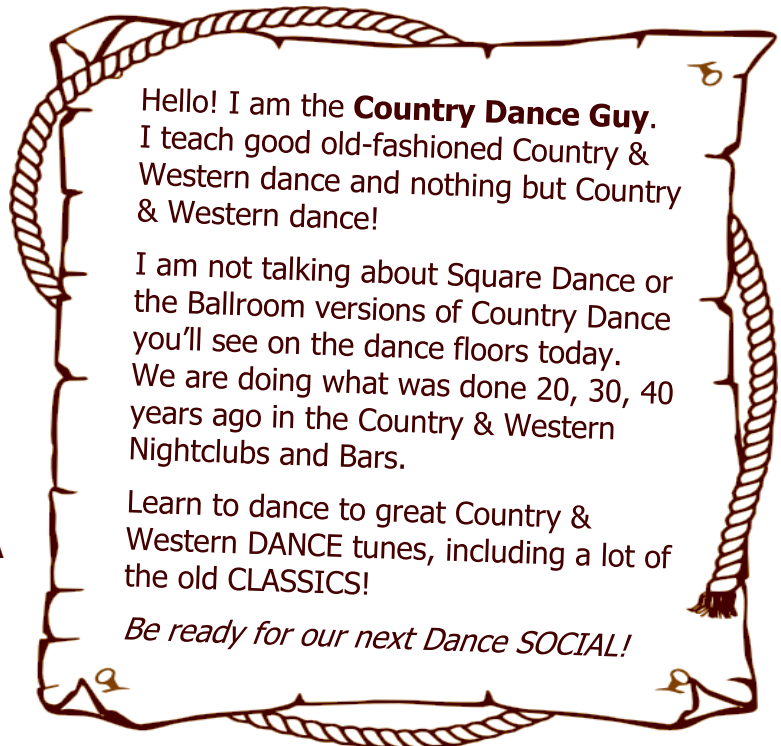 Hello! I am the Country Dance Guy.
I teach good old-fashioned Country &
Western dance and nothing but Country
& Western dance!
I am not talking about Square Dance or
the Ballroom versions of Country Dance
you’ll see on the dance floors today.
We are doing what was done 20, 30, 40
years ago in the Country & Western
Nightclubs and Bars.
Learn to dance to great Country &
Western DANCE tunes, including a lot of
the old CLASSICS!
Be ready for our next Dance SOCIAL!